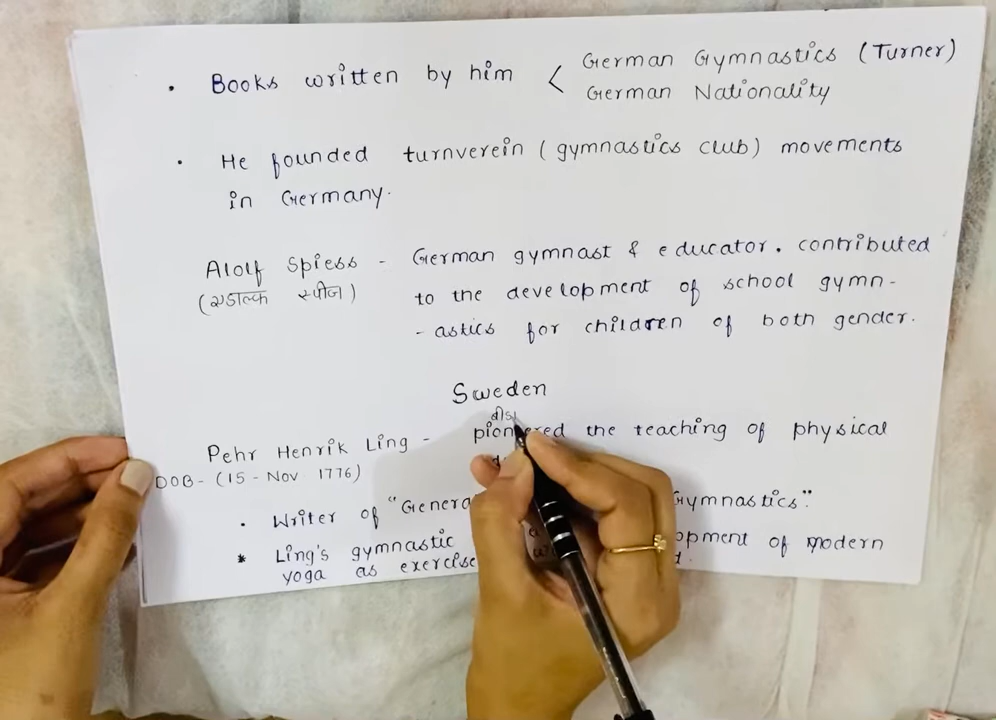 • Books written by him < German Gymnastics (Turner)
German Nationality
• He founded turnverein (gymnastics club) movements
in Germany.
Alolf Spiess - German gymnast & educator. contributed
(अडाल्फ स्पीज) to the development of school gymn-
- astics for children of both gender.
Sweden
Pehr Henrik Ling - pionered the teaching of physical
DOB - (15 - Nov 1776)
• Writer of "Genera Gymnastics".
* Ling's gymnastic opment of modern
yoga as exercise